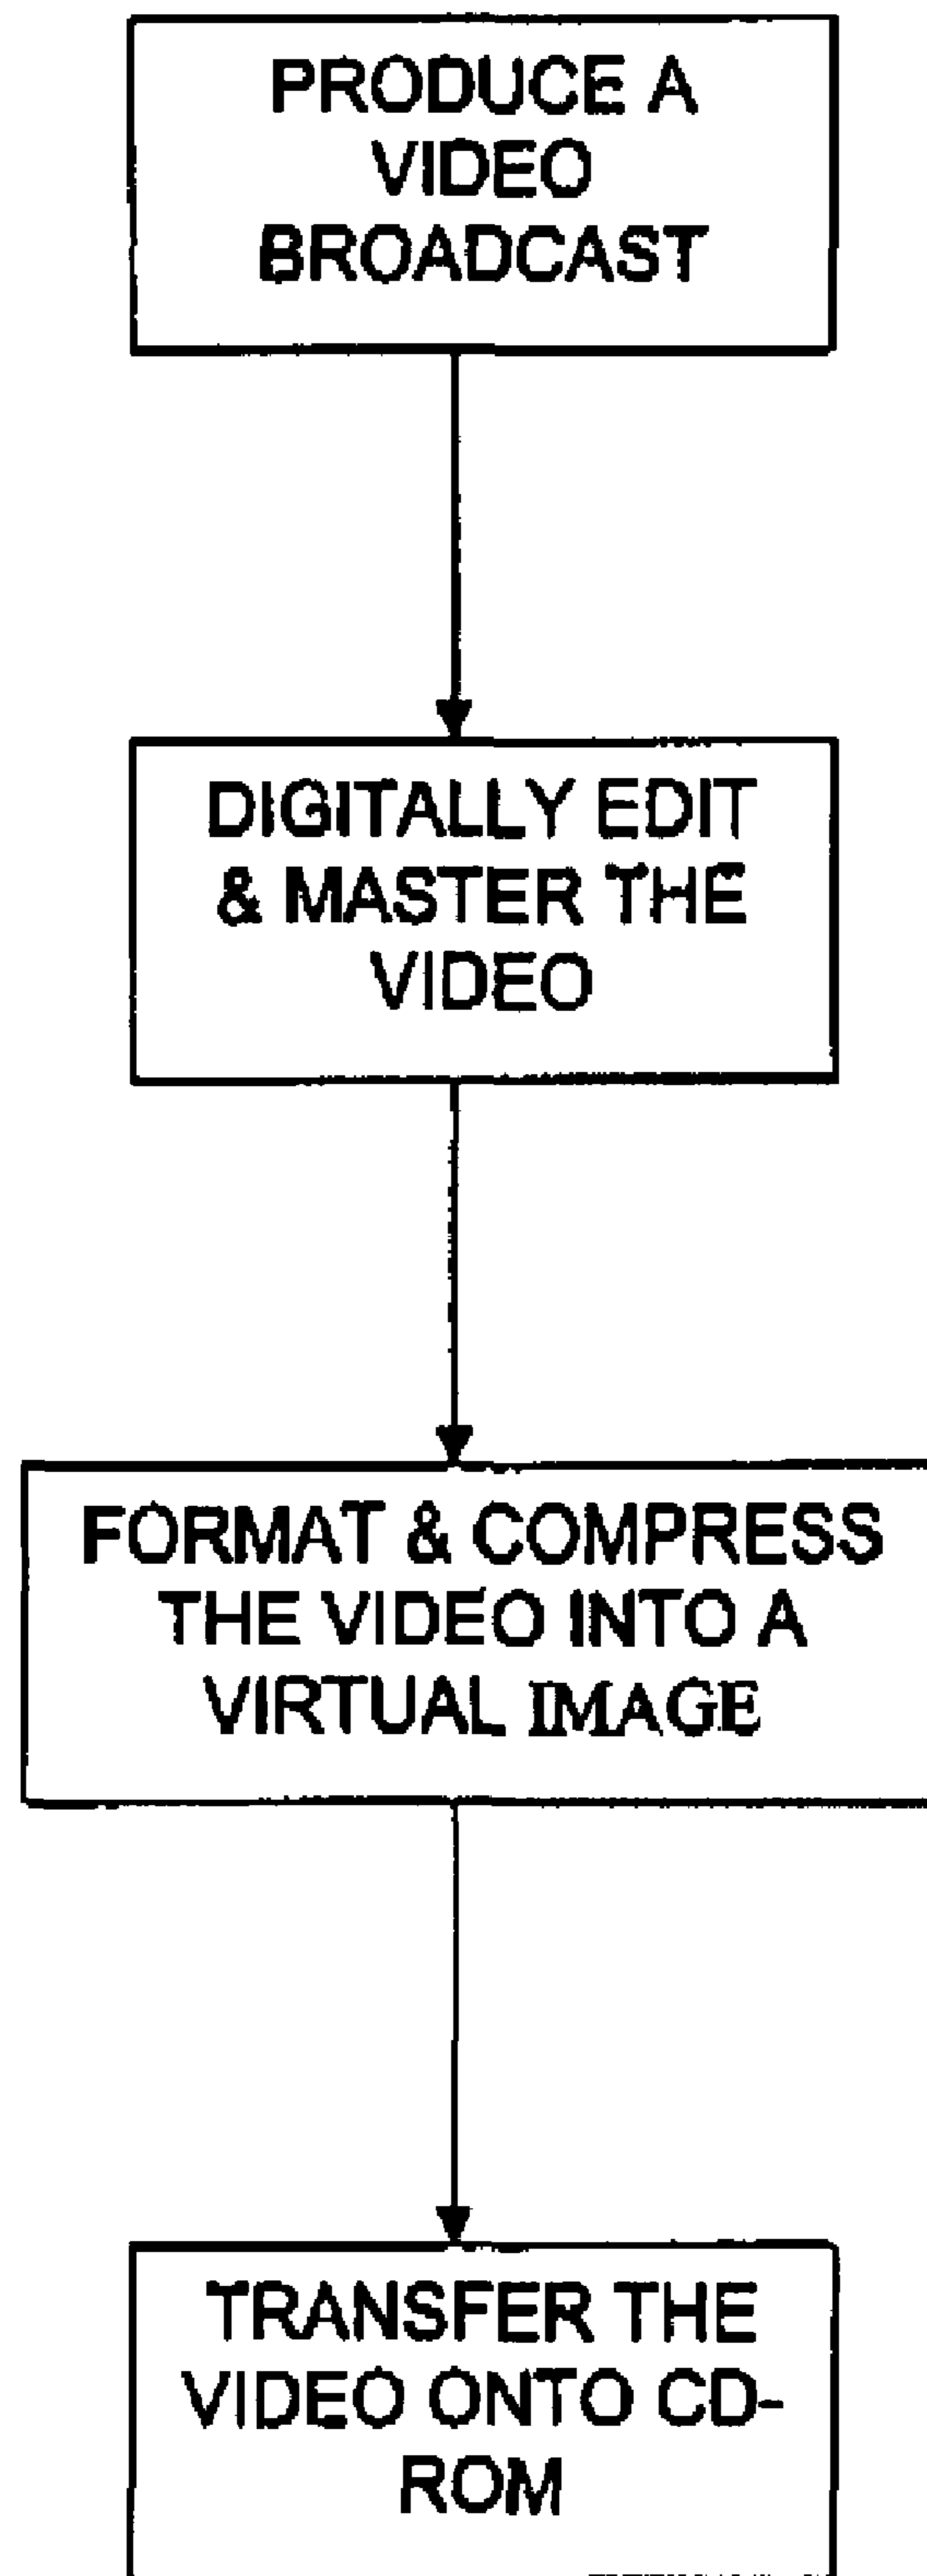 PRODUCE A
VIDEO
BROADCAST
DIGITALLY EDIT
& MASTER THE
VIDEO
FORMAT & COMPRESS
THE VIDEO INTO A
VIRTUAL IMAGE
TRANSFER THE
VIDEO ONTO CD-
ROM